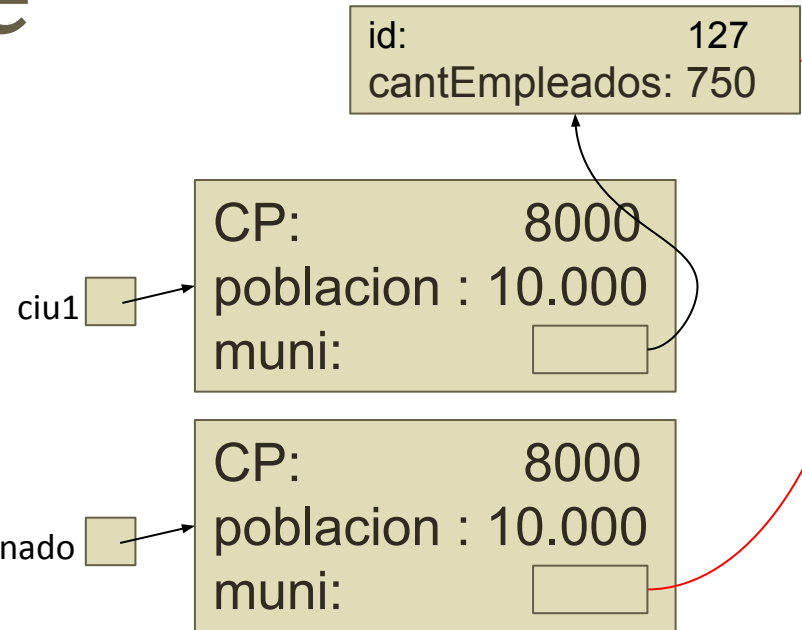 id: 127
cantEmpleados: 750
CP: 8000
poblacion : 10.000
muni:
ciu1
CP: 8000
poblacion : 10.000
muni:
nado